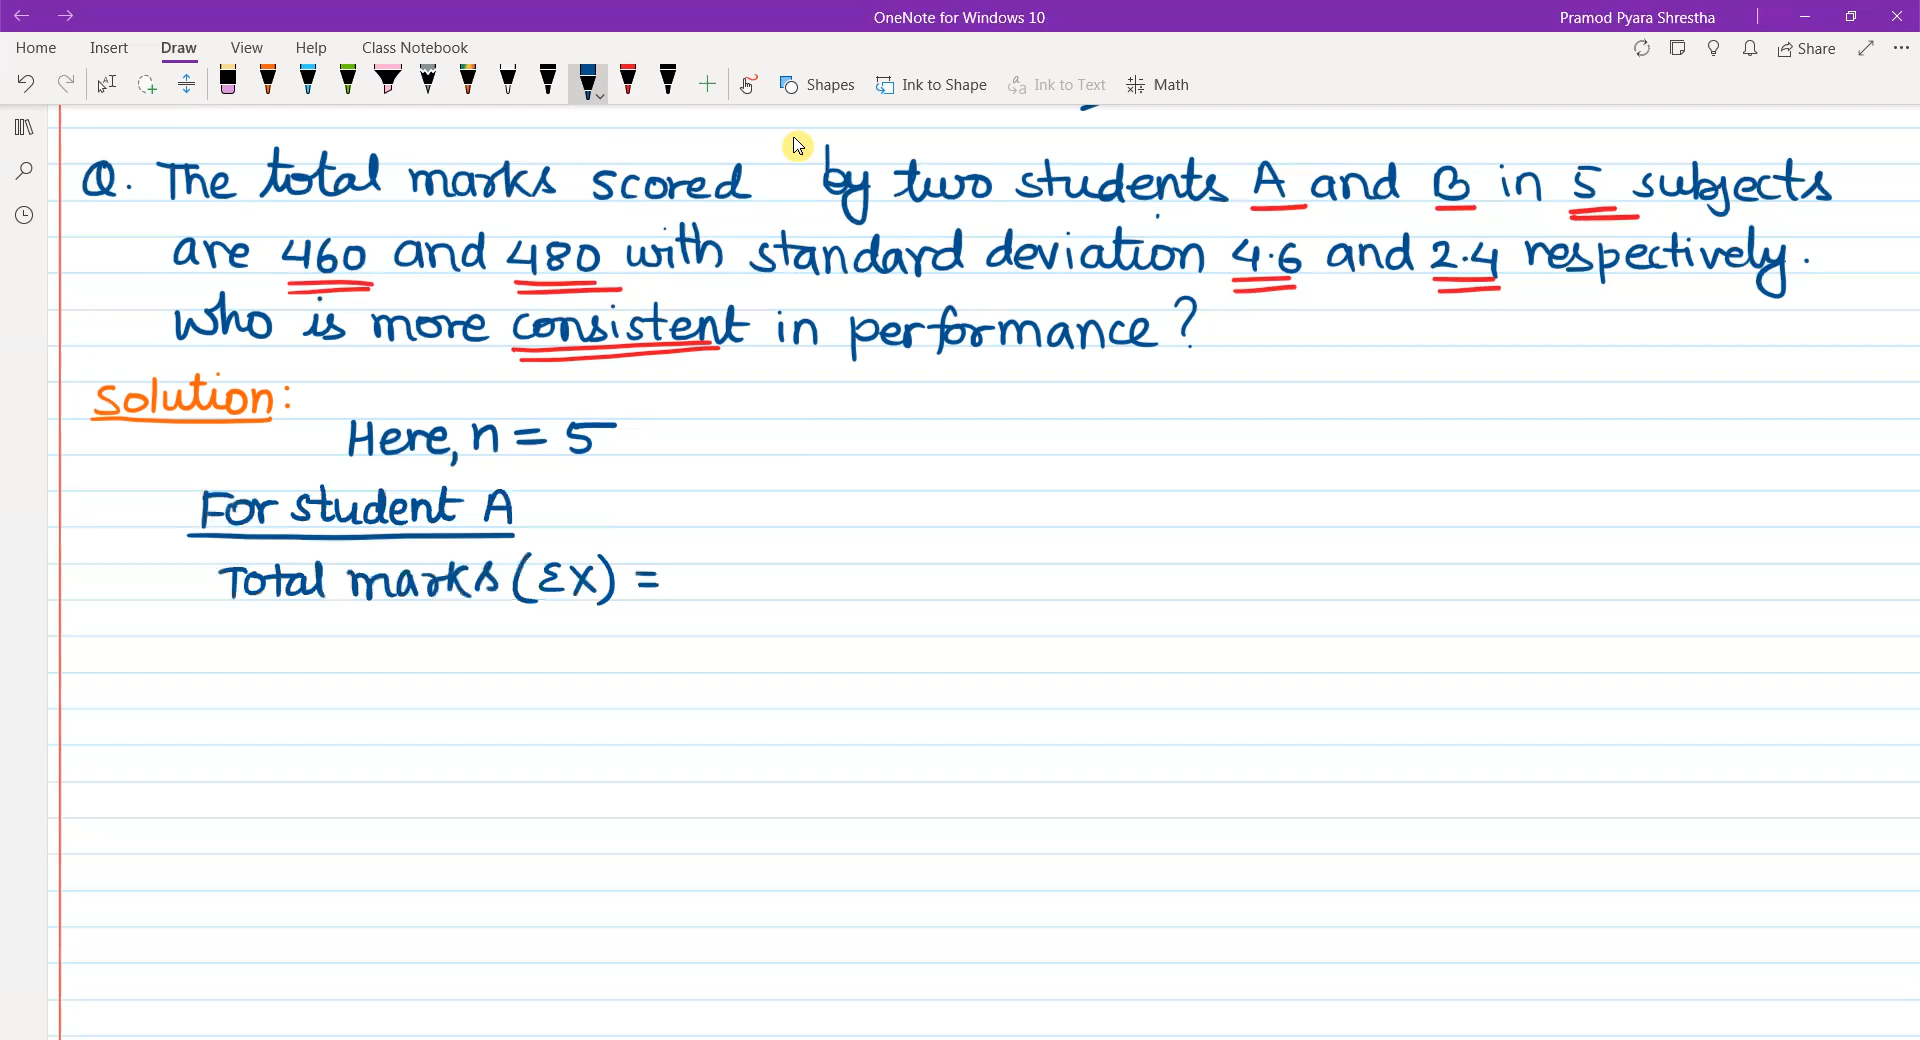 OneNote for Windows 10
Pramod Pyara Shrestha
Home Insert Draw View Help Class Notebook
Share
Shapes Ink to Shape Ink to Text Math
Q. The total marks scored by two students A and B in 5 subjects
are 460 and 480 with standard deviation 4.6 and 2.4 respectively.
who is more consistent in performance?
Solution:
Here, n = 5
For student A
Total marks (ΣX) =